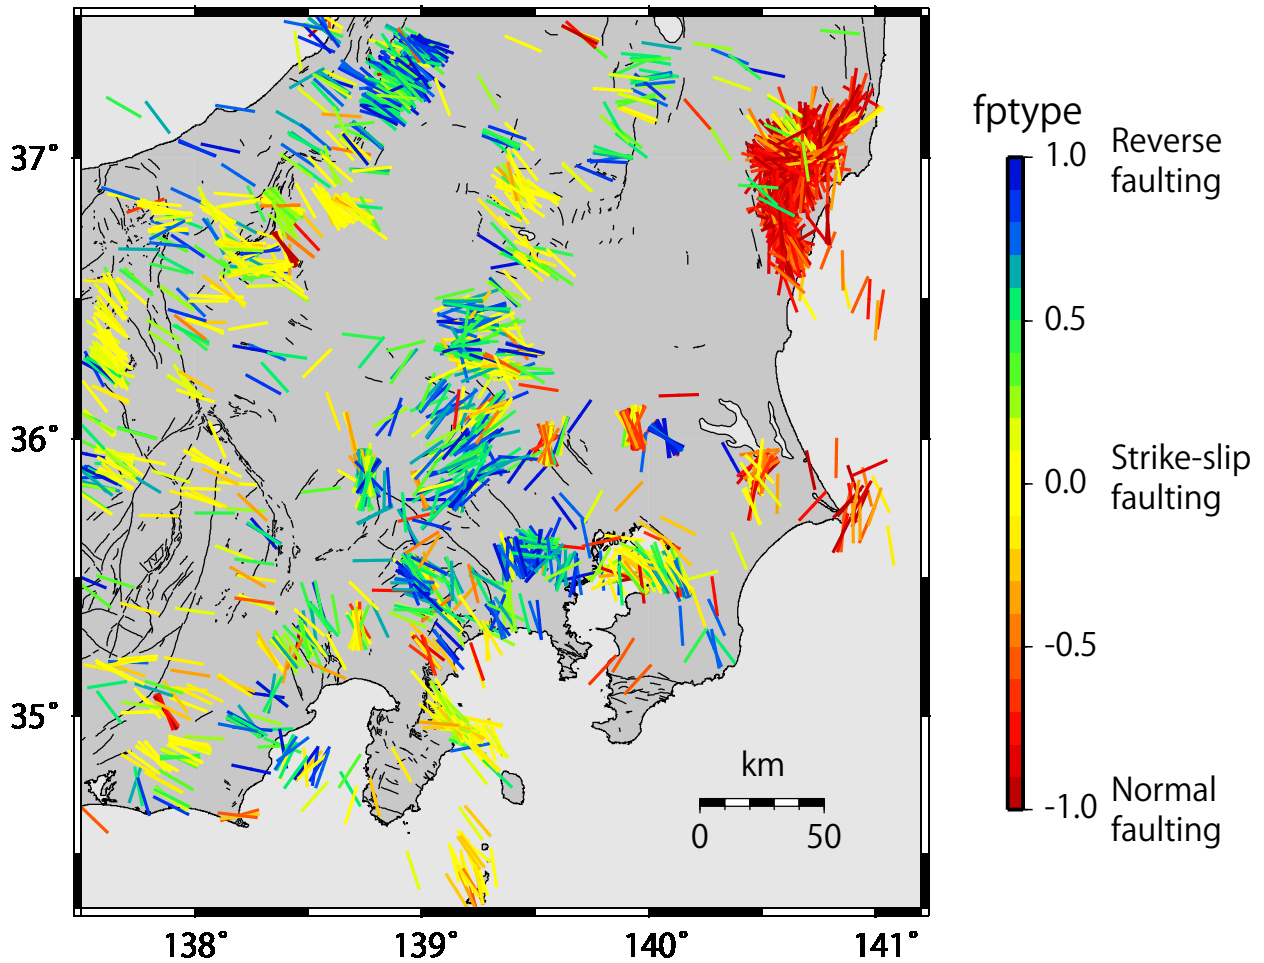 fptype
Reverse
faulting
1.0
0.5
Strike-slip
faulting
0.0
-0.5
Normal
faulting
-1.0
37°
36°
35°
km
0 50
138° 139° 140° 141°